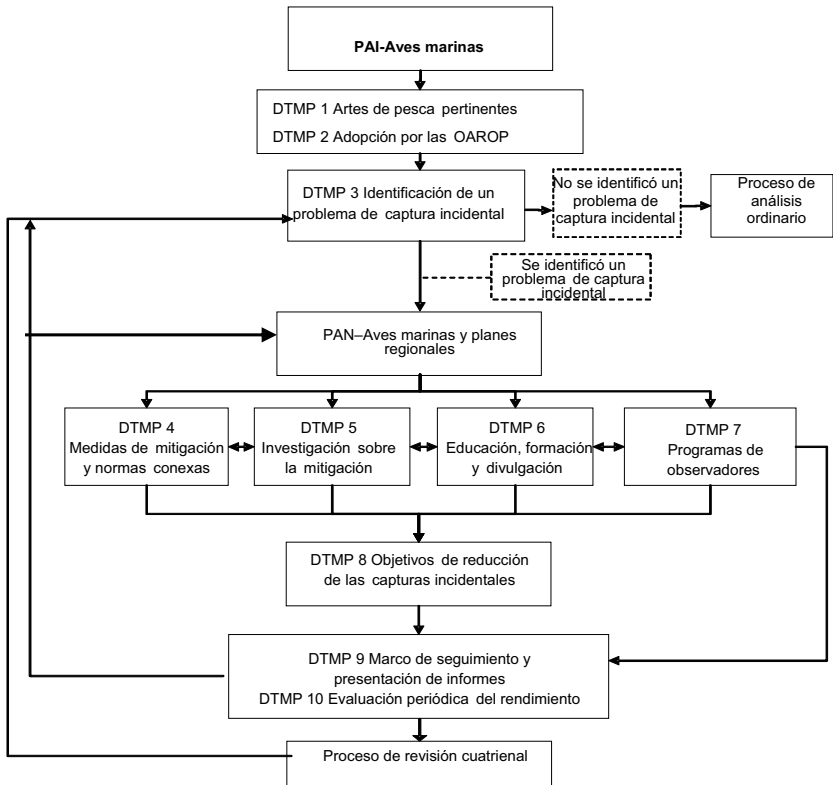 PAI-Aves marinas
DTMP 1 Artes de pesca pertinentes
DTMP 2 Adopción por las OAROP
DTMP 3 Identificación de un
problema de captura incidental
No se identificó un
problema de
captura incidental
Proceso de
análisis
ordinario
Se identificó un
problema de captura
incidental
PAN–Aves marinas y planes
regionales
DTMP 4
Medidas de mitigación
y normas conexas
DTMP 5
Investigación sobre
la mitigación
DTMP 6
Educación, formación
y divulgación
DTMP 7
Programas de
observadores
DTMP 8 Objetivos de reducción
de las capturas incidentales
DTMP 9 Marco de seguimiento y
presentación de informes
DTMP 10 Evaluación periódica del rendimiento
Proceso de revisión cuatrienal